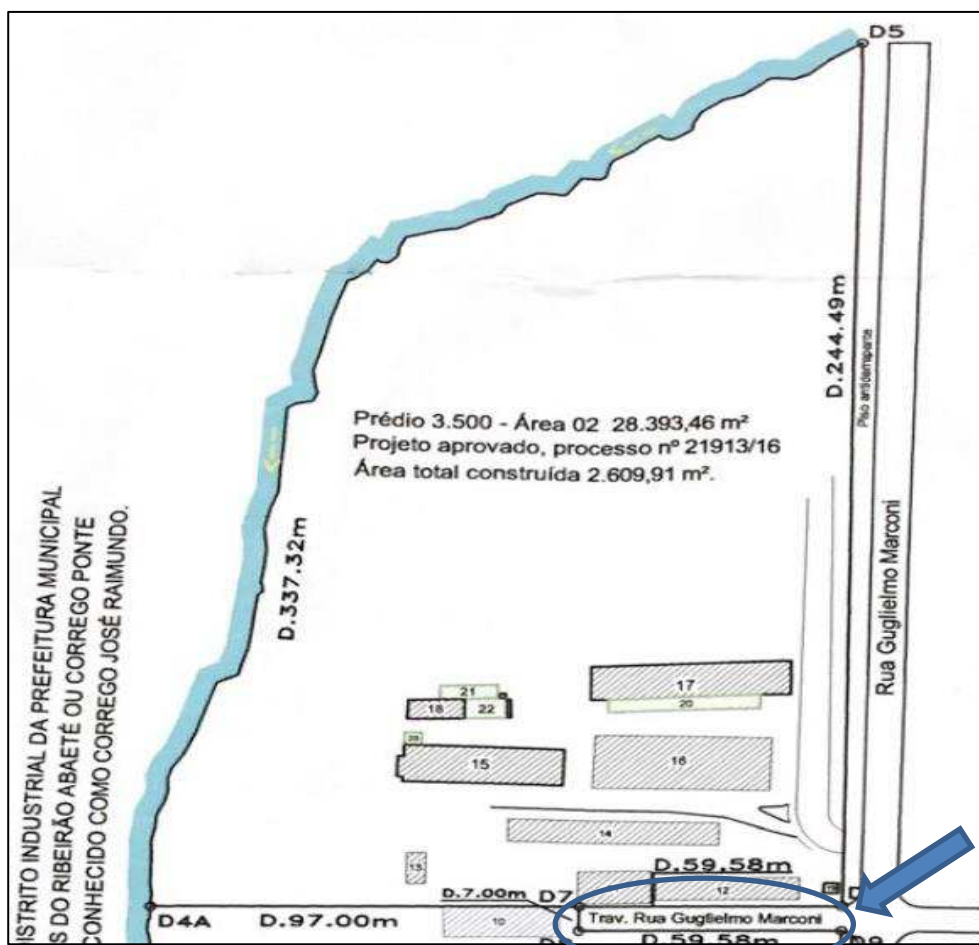 D5
D.244.49m
Piso antiderrapante
Rua Guglielmo Marconi
Prédio 3.500 - Área 02 28.393,46 m²
Projeto aprovado, processo nº 21913/16
Área total construída 2.609,91 m².
D.337.32m
ISTRITO INDUSTRIAL DA PREFEITURA MUNICIPAL
S DO RIBEIRÃO ABAETÉ OU CORREGO PONTE
CONHECIDO COMO CORREGO JOSÉ RAIMUNDO.
21
18
22
17
20
15
16
14
13
12
10
D.59,58m
D.7.00m
D7
D4A
D.97.00m
Trav. Rua Guglielmo Marconi
D.59.58m